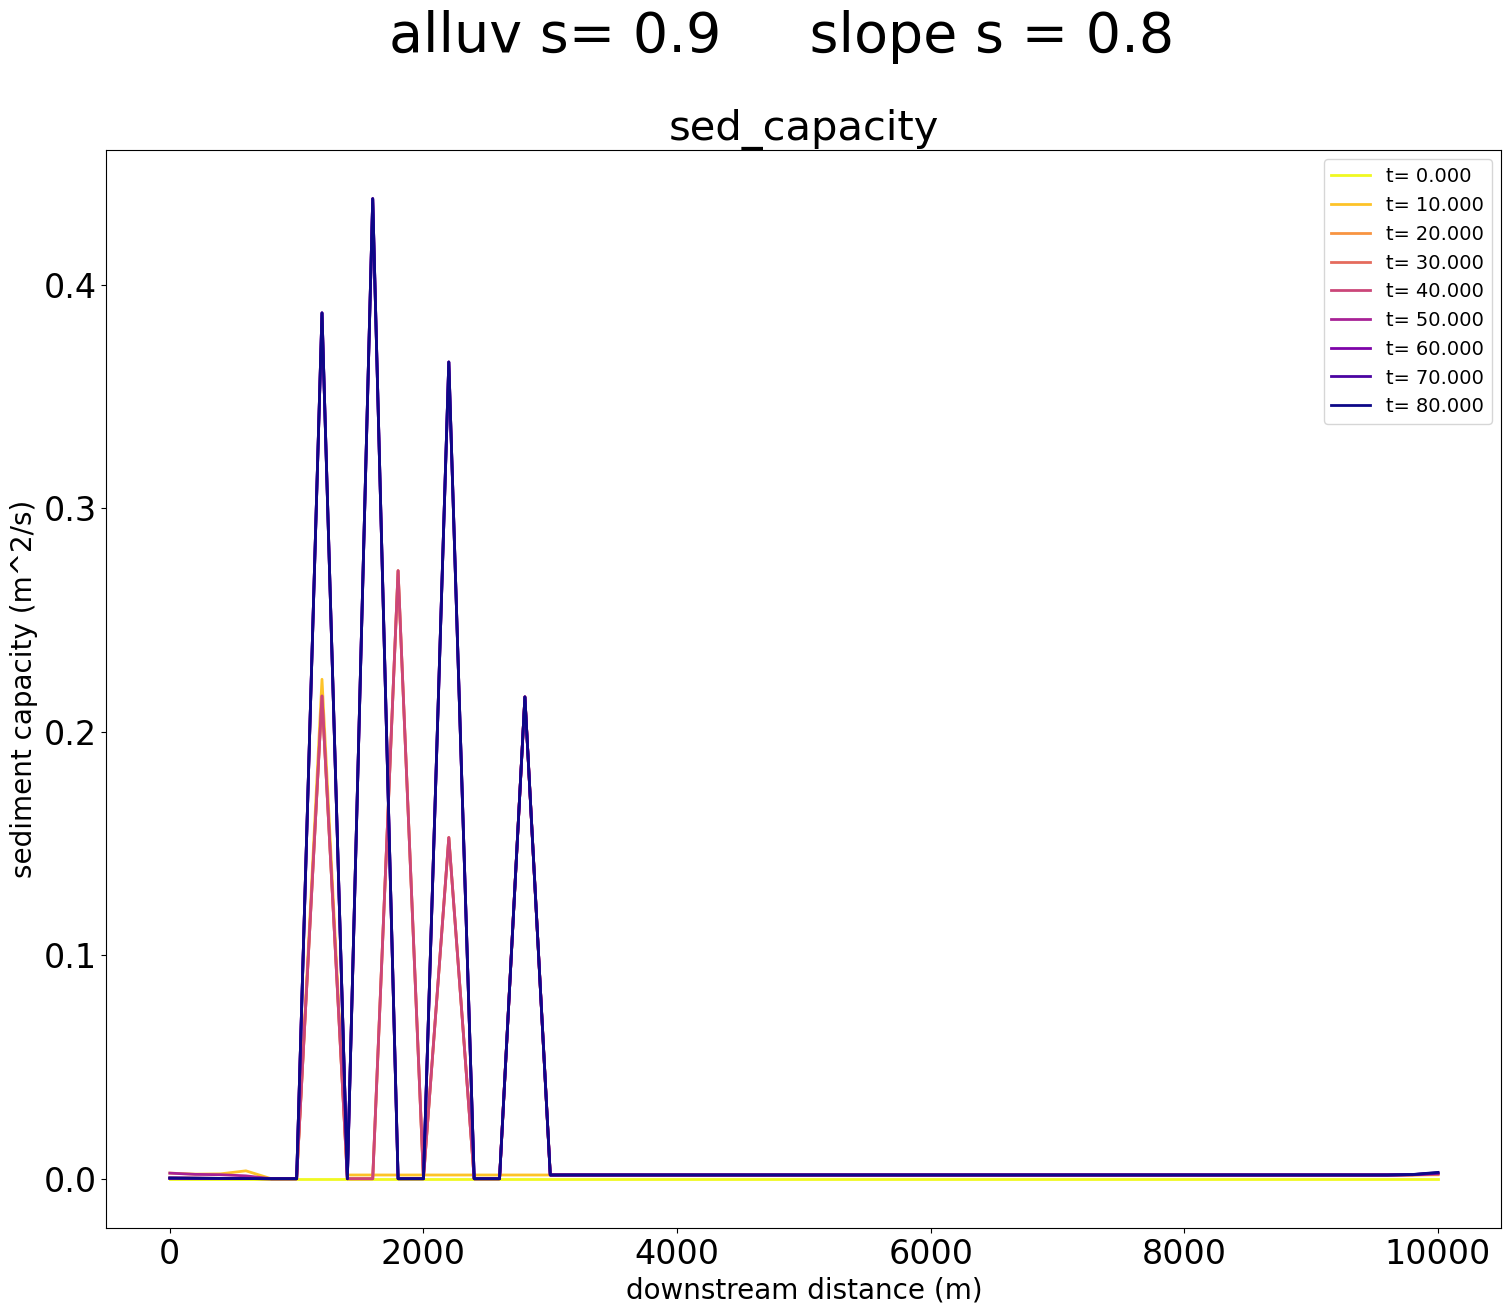 alluv s= 0.9     slope s = 0.8
sed_capacity
t= 0.000
t= 10.000
t= 20.000
t= 30.000
t= 40.000
t= 50.000
t= 60.000
t= 70.000
t= 80.000
sediment capacity (m^2/s)
0.4
0.3
0.2
0.1
0.0
0 2000 4000 6000 8000 10000
downstream distance (m)